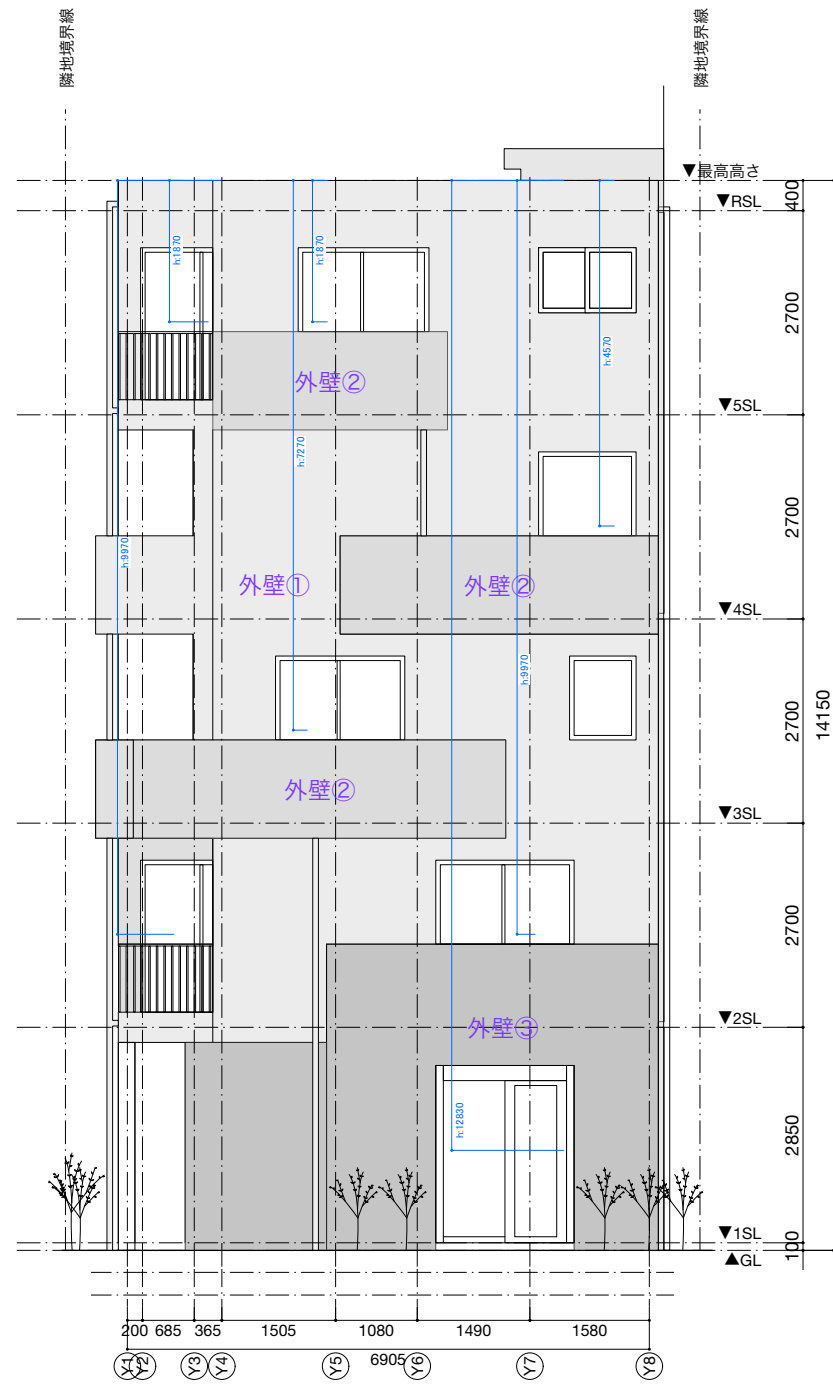 隣地境界線
隣地境界線
▼最高高さ
400
▼RSL
h:1870
h:1870
2700
h:4570
外壁②
▼5SL
h:7270
2700
h:9970
外壁①
外壁②
▼4SL
h:9970
2700
14150
外壁②
▼3SL
2700
外壁③
▼2SL
h:12830
2850
▼1SL
100
▲GL
200 685 365 1505 1080 1490 1580
6905
Y1 Y2 Y3 Y4 Y5 Y6 Y7 Y8